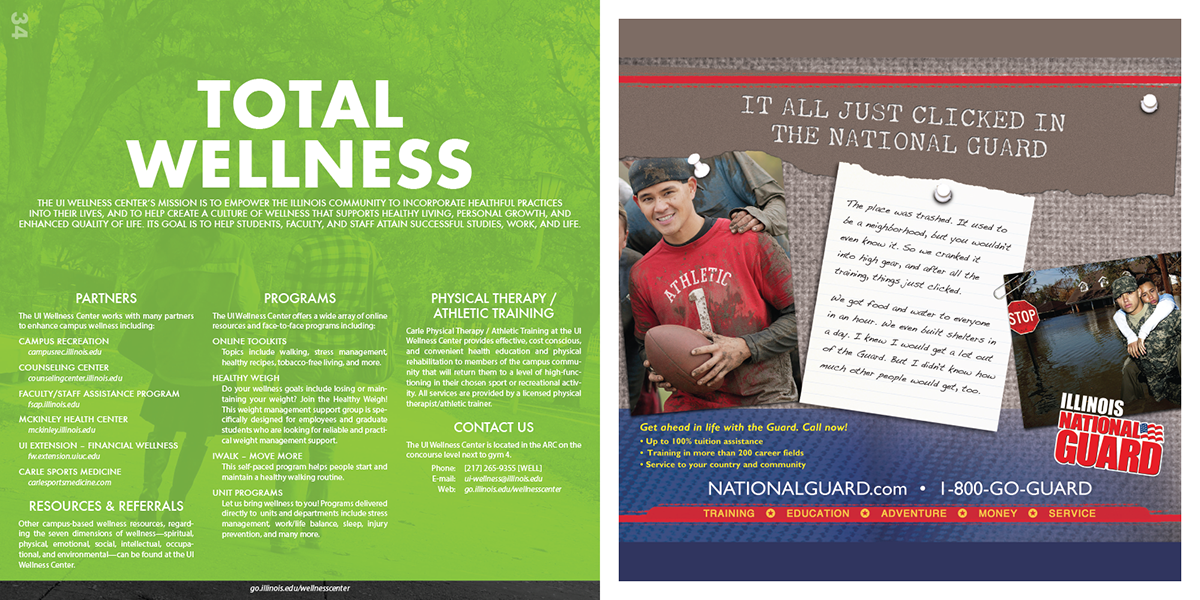 34
TOTAL
WELLNESS
THE UI WELLNESS CENTER'S MISSION IS TO EMPOWER THE ILLINOIS COMMUNITY TO INCORPORATE HEALTHFUL PRACTICES
INTO THEIR LIVES, AND TO HELP CREATE A CULTURE OF WELLNESS THAT SUPPORTS HEALTHY LIVING, PERSONAL GROWTH, AND
ENHANCED QUALITY OF LIFE. ITS GOAL IS TO HELP STUDENTS, FACULTY, AND STAFF ATTAIN SUCCESSFUL STUDIES, WORK, AND LIFE.
PARTNERS
The UI Wellness Center works with many partners
to enhance campus wellness including:
CAMPUS RECREATION
campusrec.illinois.edu
COUNSELING CENTER
counselingcenter.illinois.edu
FACULTY/STAFF ASSISTANCE PROGRAM
fsap.illinois.edu
MCKINLEY HEALTH CENTER
mckinley.illinois.edu
UI EXTENSION – FINANCIAL WELLNESS
fw.extension.uiuc.edu
CARLE SPORTS MEDICINE
carlesportsmedicine.com
RESOURCES & REFERRALS
Other campus-based wellness resources, regard-
ing the seven dimensions of wellness—spiritual,
physical, emotional, social, intellectual, occupa-
tional, and environmental—can be found at the UI
Wellness Center.
PROGRAMS
The UI Wellness Center offers a wide array of online
resources and face-to-face programs including:
ONLINE TOOLKITS
Topics include walking, stress management,
healthy recipes, tobacco-free living, and more.
HEALTHY WEIGH
Do your wellness goals include losing or main-
taining your weight? Join the Healthy Weigh!
This weight management support group is spe-
cifically designed for employees and graduate
students who are looking for reliable and practi-
cal weight management support.
IWALK – MOVE MORE
This self-paced program helps people start and
maintain a healthy walking routine.
UNIT PROGRAMS
Let us bring wellness to you! Programs delivered
directly to units and departments include stress
management, work/life balance, sleep, injury
prevention, and many more.
PHYSICAL THERAPY /
ATHLETIC TRAINING
Carle Physical Therapy / Athletic Training at the UI
Wellness Center provides effective, cost conscious,
and convenient health education and physical
rehabilitation to members of the campus commu-
nity that will return them to a level of high-func-
tioning in their chosen sport or recreational activ-
ity. All services are provided by a licensed physical
therapist/athletic trainer.
CONTACT US
The UI Wellness Center is located in the ARC on the
concourse level next to gym 4.
Phone: (217) 265-9355 [WELL]
E-mail: ui-wellness@illinois.edu
Web: go.illinois.edu/wellnesscenter
go.illinois.edu/wellnesscenter
IT ALL JUST CLICKED IN
THE NATIONAL GUARD
ATHLETIC
1
The place was trashed. It used to
be a neighborhood, but you wouldn't
even know it. So we cranked it
into high gear, and after all the
training, things just clicked.
We got food and water to everyone
in an hour. We even built shelters in
a day. I knew I would get a lot out
of the Guard. But I didn't know how
much other people would get, too.
STOP
ILLINOIS
NATIONAL
GUARD
Get ahead in life with the Guard. Call now!
• Up to 100% tuition assistance
• Training in more than 200 career fields
• Service to your country and community
NATIONALGUARD.com • 1-800-GO-GUARD
TRAINING ✪ EDUCATION ✪ ADVENTURE ✪ MONEY ✪ SERVICE